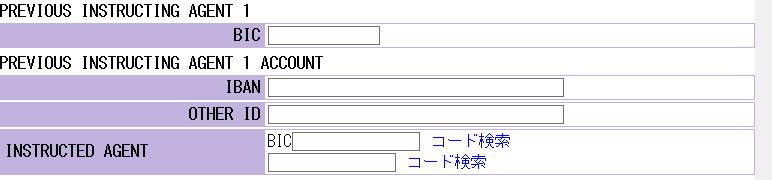 PREVIOUS INSTRUCTING AGENT 1
BIC
PREVIOUS INSTRUCTING AGENT 1 ACCOUNT
IBAN
OTHER ID
INSTRUCTED AGENT
BIC コード検索
コード検索